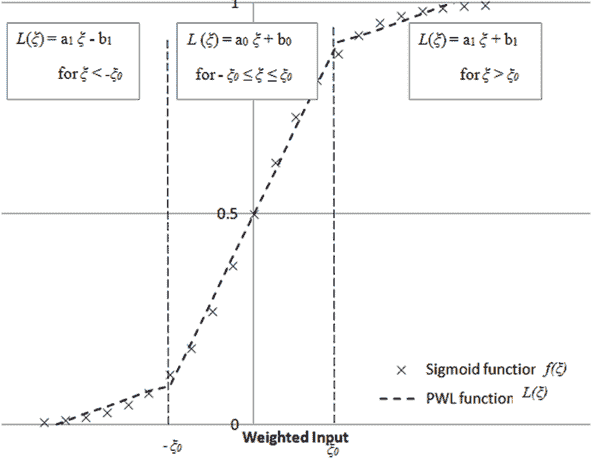 1
L(ξ) = a1 ξ - b1
for ξ < -ξ0
L (ξ) = a0 ξ + b0
for - ξ0 ≤ ξ ≤ ξ0
L(ξ) = a1 ξ + b1
for ξ > ξ0
0.5
Sigmoid function f(ξ)
PWL function L(ξ)
0
- ξ0
Weighted Input
ξ0